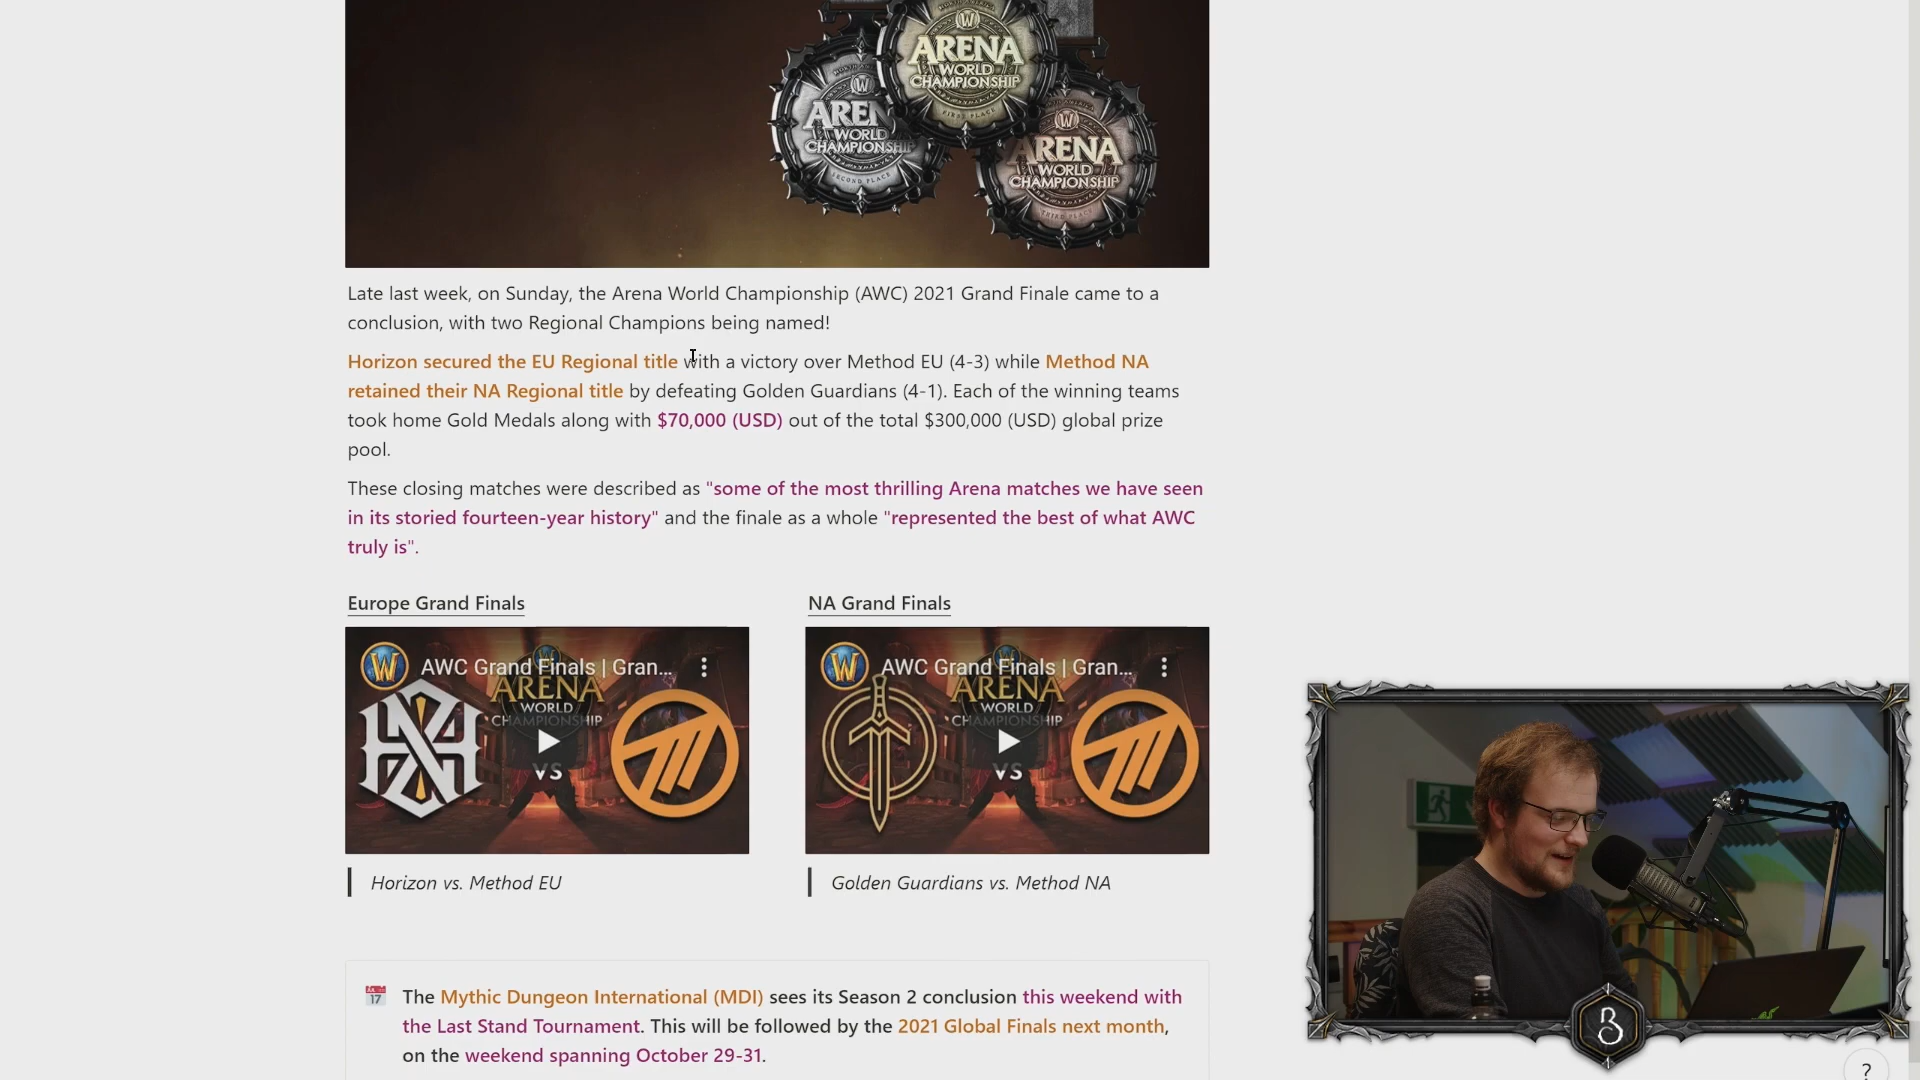 ARENA
WORLD
CHAMPIONSHIP
FIRST PLACE
WORLD
CHAMPIONSHIP
SECOND PLACE
ARENA
WORLD
CHAMPIONSHIP
THIRD PLACE
Late last week, on Sunday, the Arena World Championship (AWC) 2021 Grand Finale came to a
conclusion, with two Regional Champions being named!
Horizon secured the EU Regional title with a victory over Method EU (4-3) while Method NA
retained their NA Regional title by defeating Golden Guardians (4-1). Each of the winning teams
took home Gold Medals along with $70,000 (USD) out of the total $300,000 (USD) global prize
pool.
These closing matches were described as "some of the most thrilling Arena matches we have seen
in its storied fourteen-year history" and the finale as a whole "represented the best of what AWC
truly is".
Europe Grand Finals
NA Grand Finals
AWC Grand Finals | Gran...
ARENA
WORLD
CHAMPIONSHIP
VS
AWC Grand Finals | Gran...
ARENA
WORLD
CHAMPIONSHIP
VS
Horizon vs. Method EU
Golden Guardians vs. Method NA
17
The Mythic Dungeon International (MDI) sees its Season 2 conclusion this weekend with
the Last Stand Tournament. This will be followed by the 2021 Global Finals next month,
on the weekend spanning October 29-31.
B
?